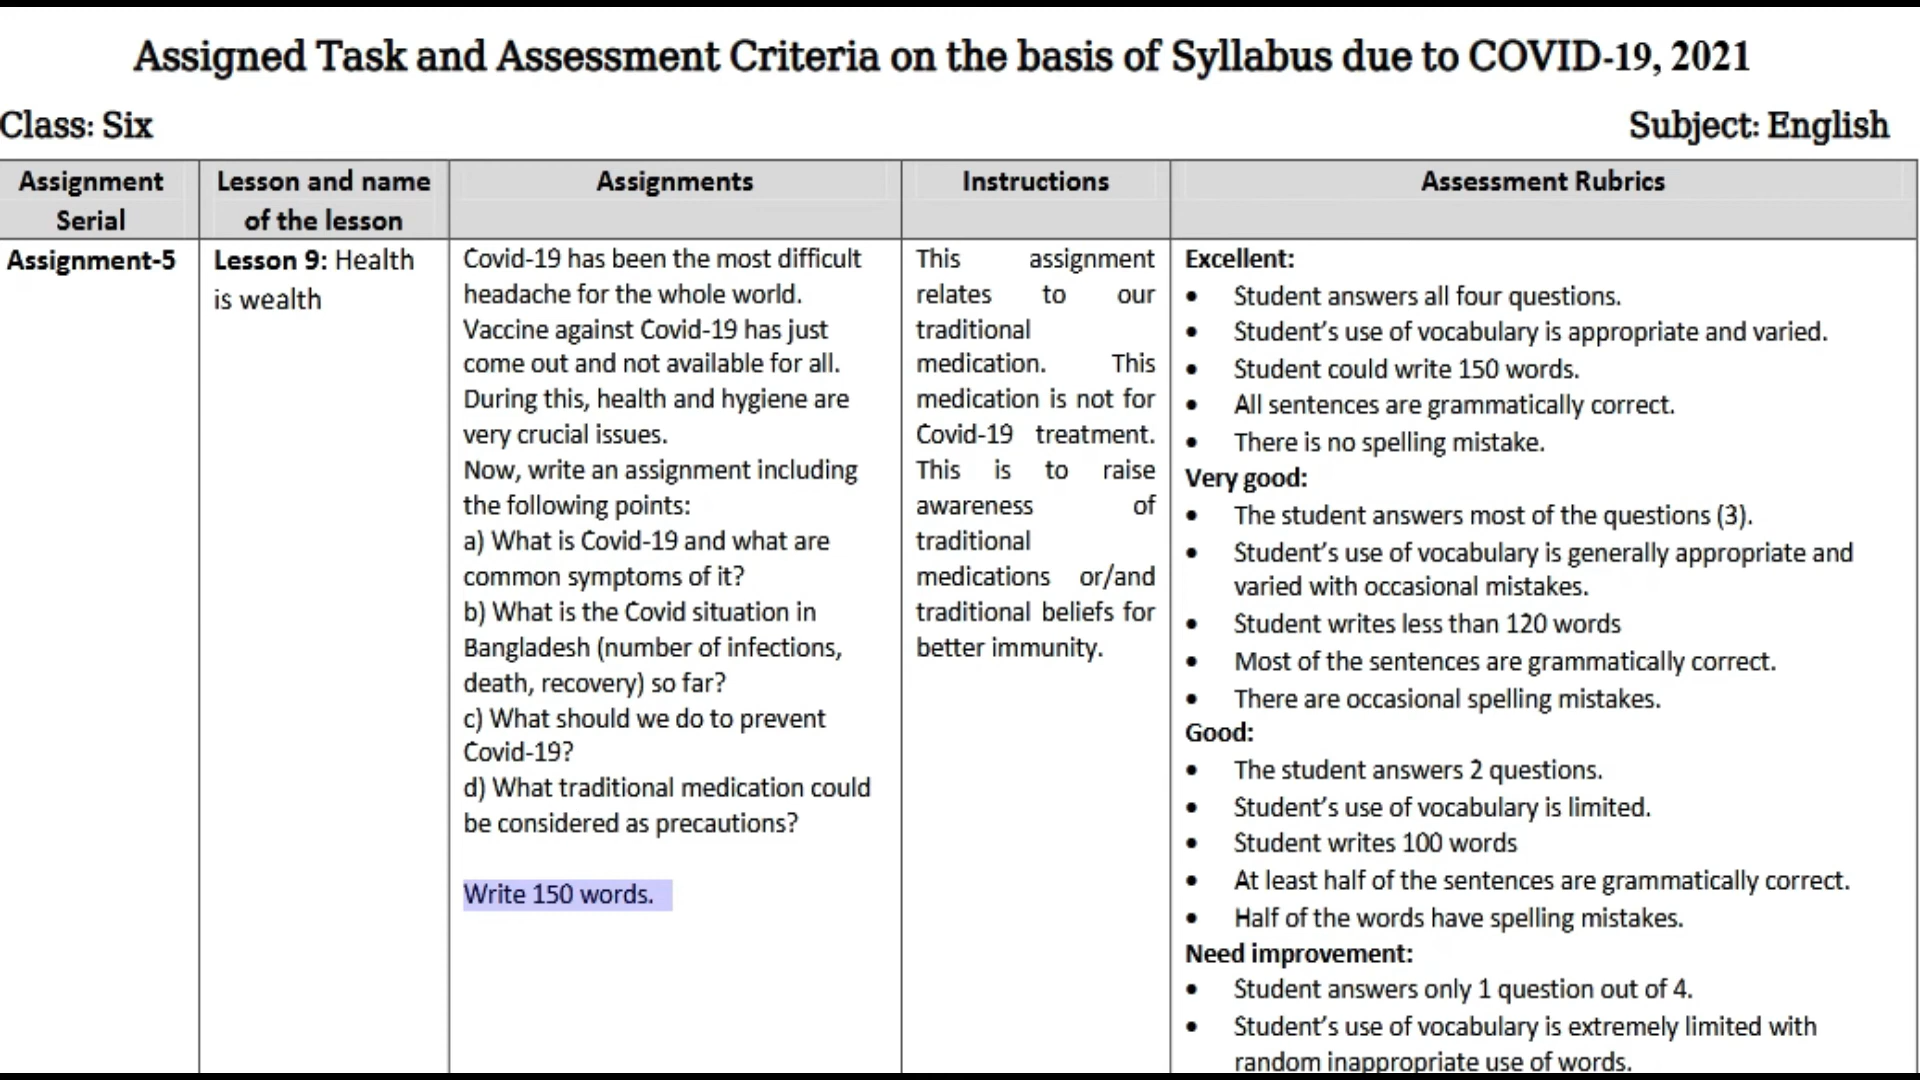 Assigned Task and Assessment Criteria on the basis of Syllabus due to COVID-19, 2021
Class: Six
Subject: English
Assignment Serial
Lesson and name of the lesson
Assignments
Instructions
Assessment Rubrics
Assignment-5
Lesson 9: Health
is wealth
Covid-19 has been the most difficult
headache for the whole world.
Vaccine against Covid-19 has just
come out and not available for all.
During this, health and hygiene are
very crucial issues.
Now, write an assignment including
the following points:
a) What is Covid-19 and what are
common symptoms of it?
b) What is the Covid situation in
Bangladesh (number of infections,
death, recovery) so far?
c) What should we do to prevent
Covid-19?
d) What traditional medication could
be considered as precautions?
Write 150 words.
This assignment
relates to our
traditional
medication. This
medication is not for
Covid-19 treatment.
This is to raise
awareness of
traditional
medications or/and
traditional beliefs for
better immunity.
Excellent:
• Student answers all four questions.
• Student's use of vocabulary is appropriate and varied.
• Student could write 150 words.
• All sentences are grammatically correct.
• There is no spelling mistake.
Very good:
• The student answers most of the questions (3).
• Student's use of vocabulary is generally appropriate and
varied with occasional mistakes.
• Student writes less than 120 words
• Most of the sentences are grammatically correct.
• There are occasional spelling mistakes.
Good:
• The student answers 2 questions.
• Student's use of vocabulary is limited.
• Student writes 100 words
• At least half of the sentences are grammatically correct.
• Half of the words have spelling mistakes.
Need improvement:
• Student answers only 1 question out of 4.
• Student's use of vocabulary is extremely limited with
random inappropriate use of words.